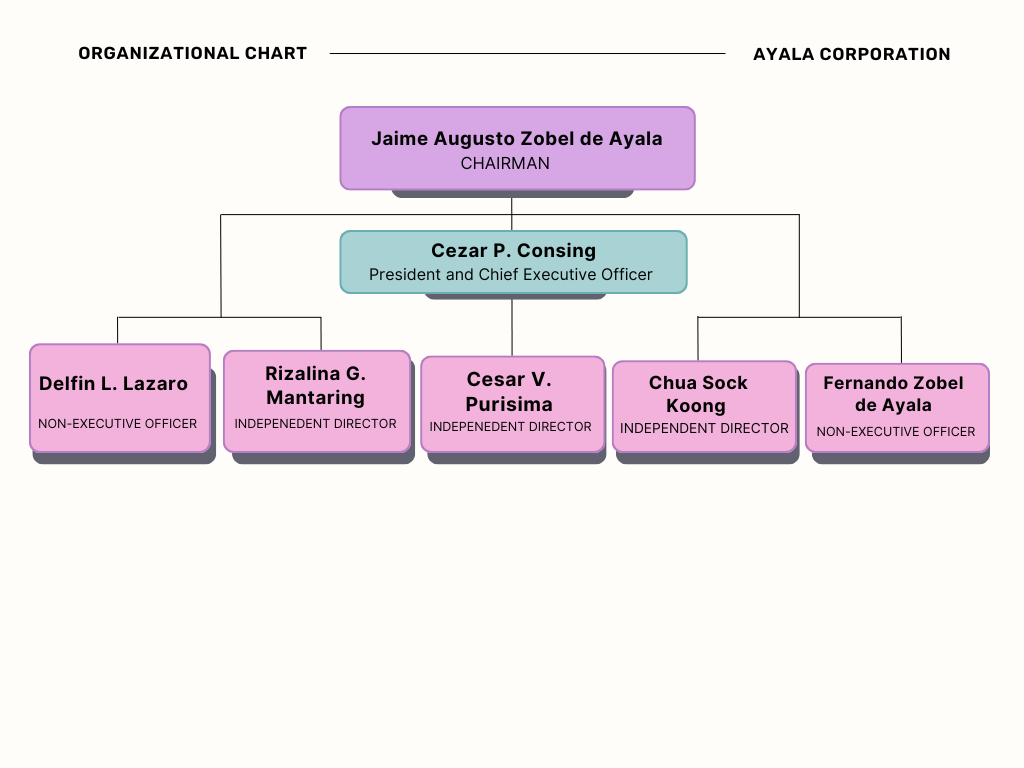 ORGANIZATIONAL CHART
AYALA CORPORATION
Jaime Augusto Zobel de Ayala
CHAIRMAN
Cezar P. Consing
President and Chief Executive Officer
Delfin L. Lazaro
NON-EXECUTIVE OFFICER
Rizalina G.
Mantaring
INDEPENEDENT DIRECTOR
Cesar V.
Purisima
INDEPENEDENT DIRECTOR
Chua Sock
Koong
INDEPENDENT DIRECTOR
Fernando Zobel
de Ayala
NON-EXECUTIVE OFFICER